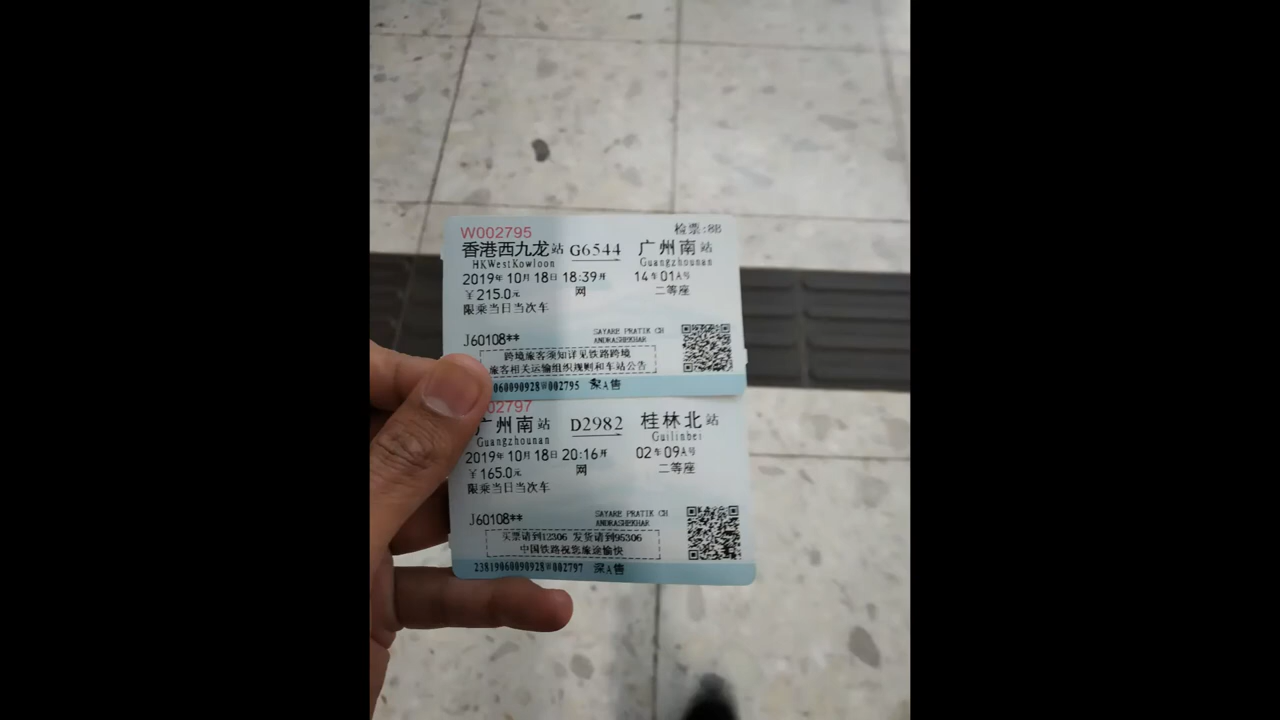 W002795 检票:8B
香港西九龙站 G6544 广州南站
HKWestKowloon Guangzhounan
2019年10月18日18:39开 14车01A号
￥215.0元 网 二等座
限乘当日当次车
J60108**
SAYARE PRATIK CH
ANDRASHEKHAR
跨境旅客须知详见铁路跨境
旅客相关运输组织规则和车站公告
060090928W002795 深A售
002797
广州南站 D2982 桂林北站
Guangzhounan Guilinbei
2019年10月18日20:16开 02车09A号
￥165.0元 网 二等座
限乘当日当次车
J60108**
SAYARE PRATIK CH
ANDRASHEKHAR
买票请到12306 发货请到95306
中国铁路祝您旅途愉快
23819060090928W002797 深A售